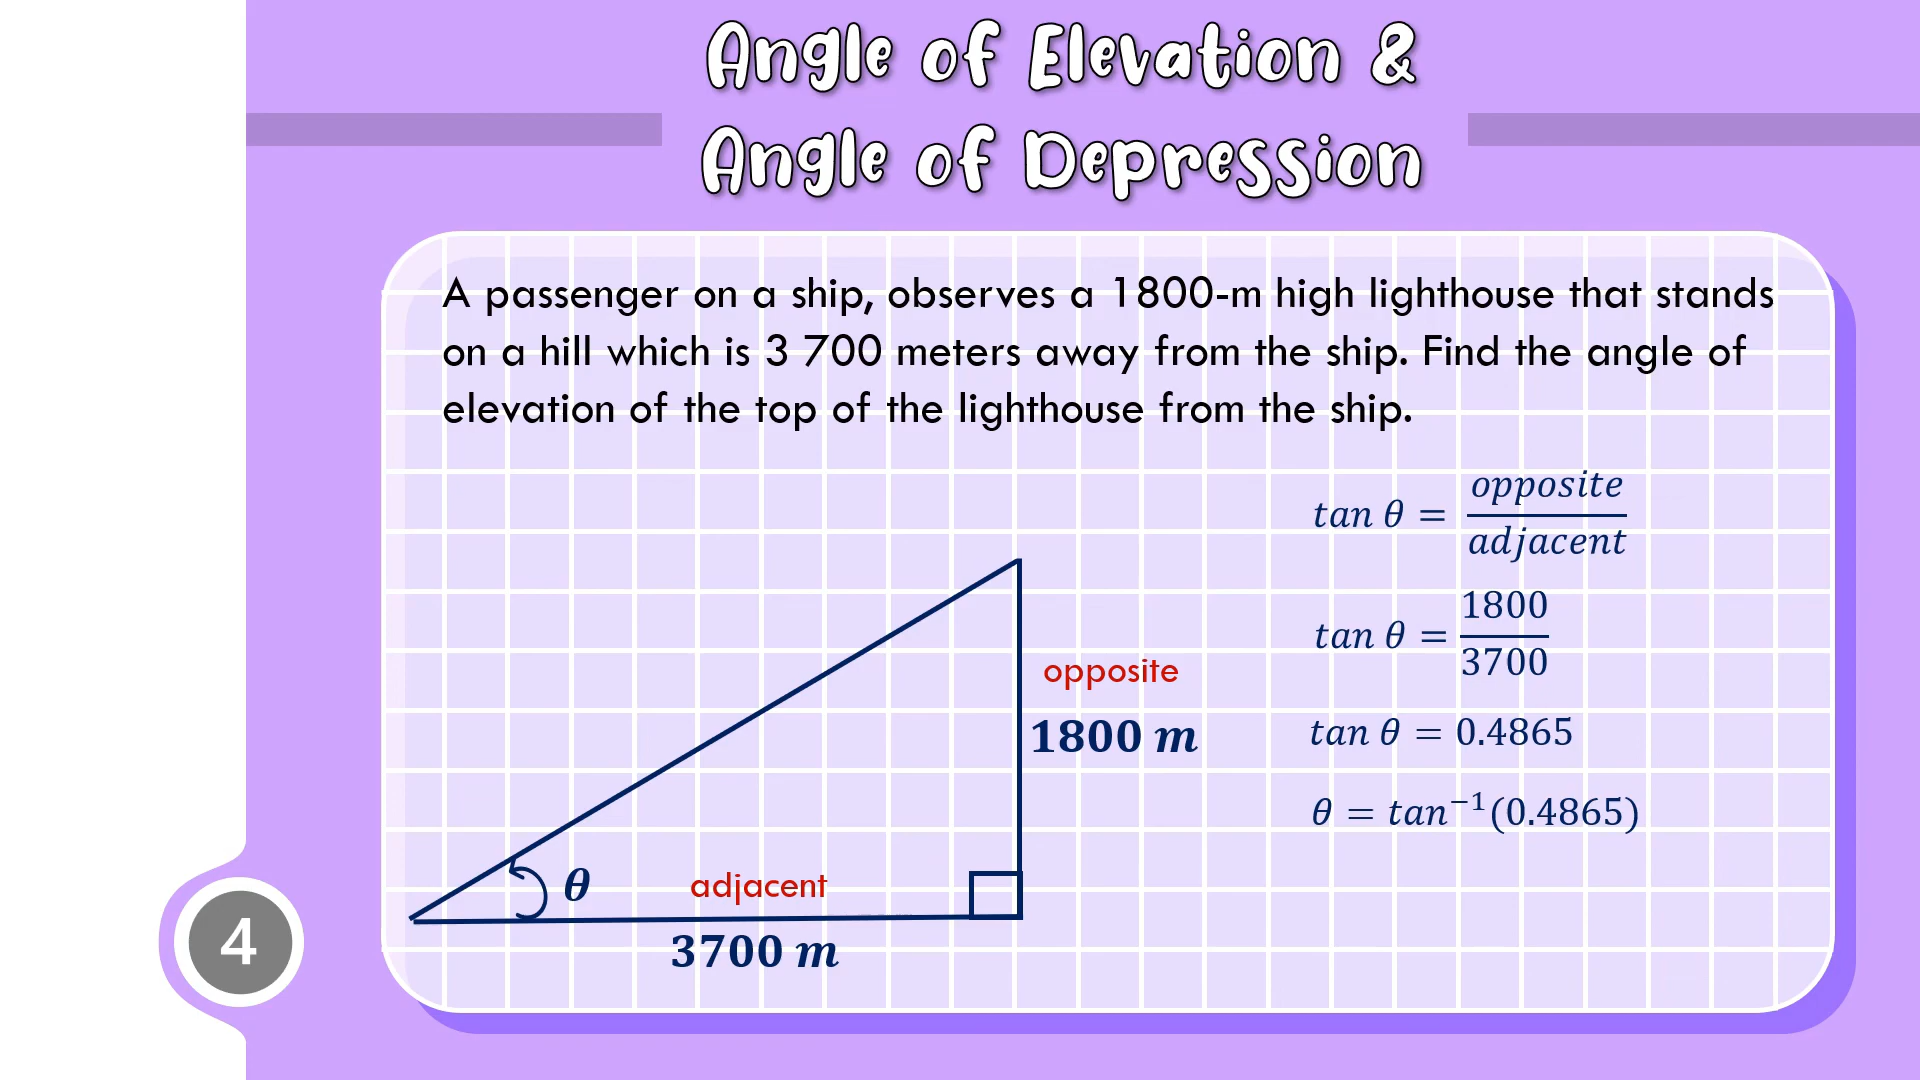 Angle of Elevation &
Angle of Depression
A passenger on a ship, observes a 1800-m high lighthouse that stands
on a hill which is 3 700 meters away from the ship. Find the angle of
elevation of the top of the lighthouse from the ship.
tan θ = opposite/adjacent
tan θ = 1800/3700
tan θ = 0.4865
θ = tan⁻¹(0.4865)
opposite
1800 m
θ
adjacent
3700 m
4